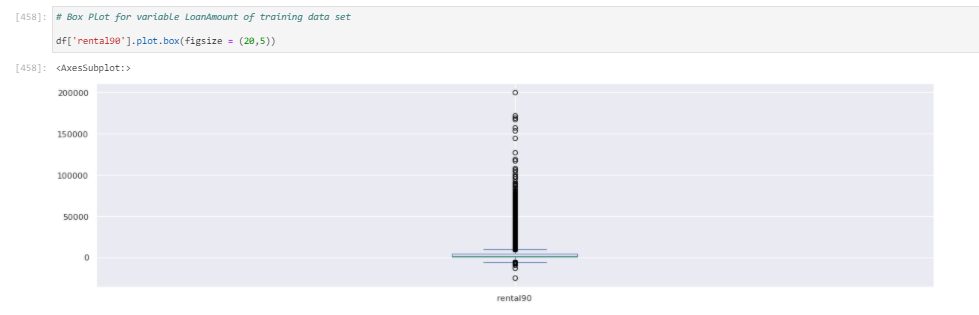 [458]: # Box Plot for variable LoanAmount of training data set
df['rental90'].plot.box(figsize = (20,5))
[458]: <AxesSubplot:>
200000
150000
100000
50000
0
rental90